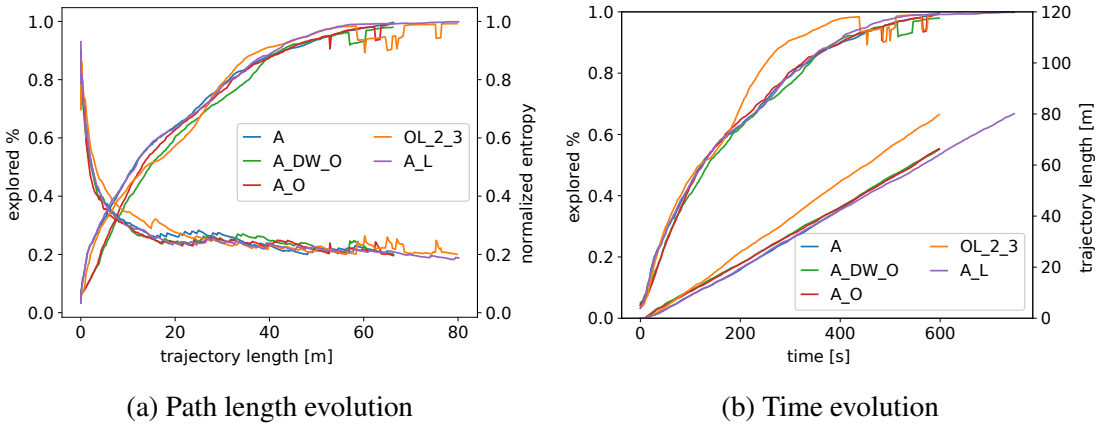 1.0
0.8
0.6
0.4
0.2
0.0
explored %
1.0
0.8
0.6
0.4
0.2
0.0
normalized entropy
A
A_DW_O
A_O
OL_2_3
A_L
0 20 40 60 80
trajectory length [m]
(a) Path length evolution
1.0
0.8
0.6
0.4
0.2
0.0
explored %
120
100
80
60
40
20
0
trajectory length [m]
A
A_DW_O
A_O
OL_2_3
A_L
0 200 400 600
time [s]
(b) Time evolution